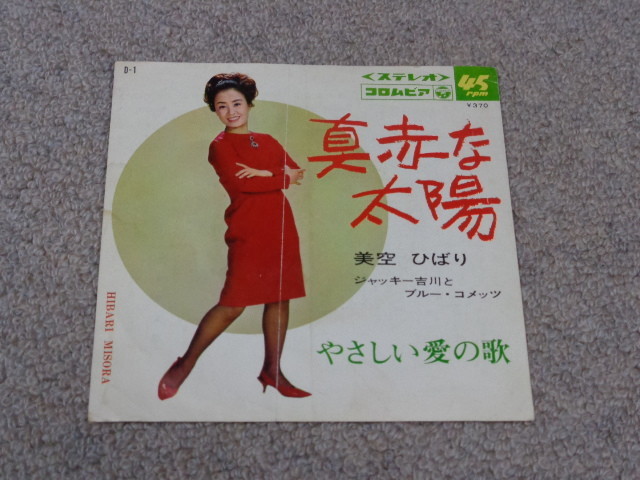 D-1
<ステレオ>
コロムビア
45
rpm
¥370
真赤な
太陽
美空 ひばり
ジャッキー吉川と
ブルー・コメッツ
やさしい愛の歌
HIBARI MISORA